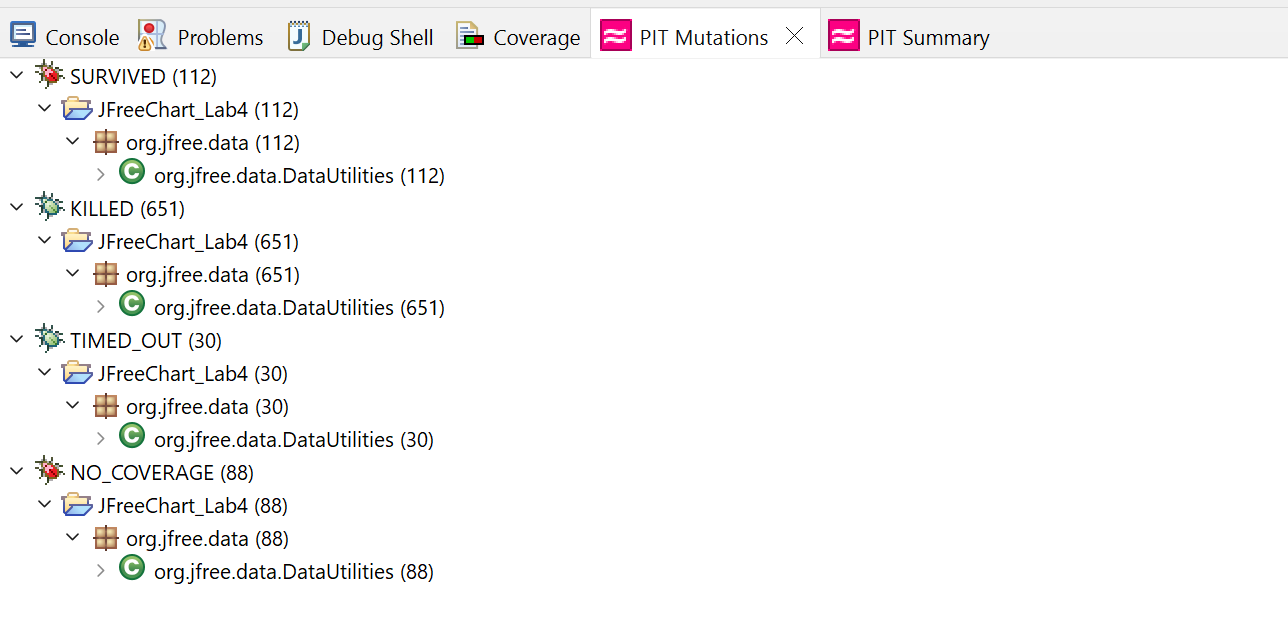 Console Problems Debug Shell Coverage PIT Mutations PIT Summary
SURVIVED (112)
JFreeChart_Lab4 (112)
org.jfree.data (112)
org.jfree.data.DataUtilities (112)
KILLED (651)
JFreeChart_Lab4 (651)
org.jfree.data (651)
org.jfree.data.DataUtilities (651)
TIMED_OUT (30)
JFreeChart_Lab4 (30)
org.jfree.data (30)
org.jfree.data.DataUtilities (30)
NO_COVERAGE (88)
JFreeChart_Lab4 (88)
org.jfree.data (88)
org.jfree.data.DataUtilities (88)